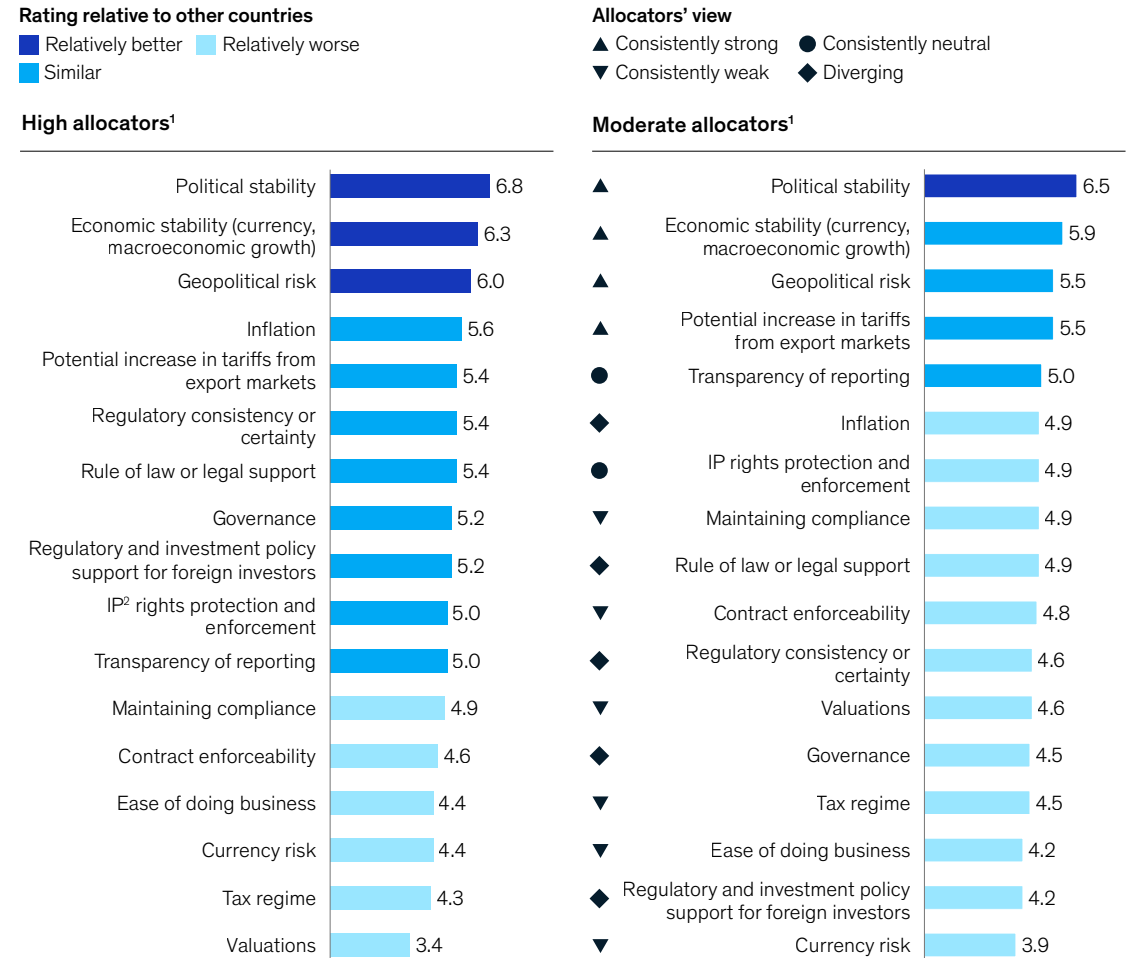 Rating relative to other countries
Relatively better Relatively worse
Similar
Allocators’ view
Consistently strong Consistently neutral
Consistently weak Diverging
High allocators¹
Political stability 6.8
Economic stability (currency,
macroeconomic growth) 6.3
Geopolitical risk 6.0
Inflation 5.6
Potential increase in tariffs from
export markets 5.4
Regulatory consistency or
certainty 5.4
Rule of law or legal support 5.4
Governance 5.2
Regulatory and investment policy
support for foreign investors 5.2
IP² rights protection and
enforcement 5.0
Transparency of reporting 5.0
Maintaining compliance 4.9
Contract enforceability 4.6
Ease of doing business 4.4
Currency risk 4.4
Tax regime 4.3
Valuations 3.4
Moderate allocators¹
Political stability 6.5
Economic stability (currency,
macroeconomic growth) 5.9
Geopolitical risk 5.5
Potential increase in tariffs
from export markets 5.5
Transparency of reporting 5.0
Inflation 4.9
IP rights protection and
enforcement 4.9
Maintaining compliance 4.9
Rule of law or legal support 4.9
Contract enforceability 4.8
Regulatory consistency or
certainty 4.6
Valuations 4.6
Governance 4.5
Tax regime 4.5
Ease of doing business 4.2
Regulatory and investment policy
support for foreign investors 4.2
Currency risk 3.9